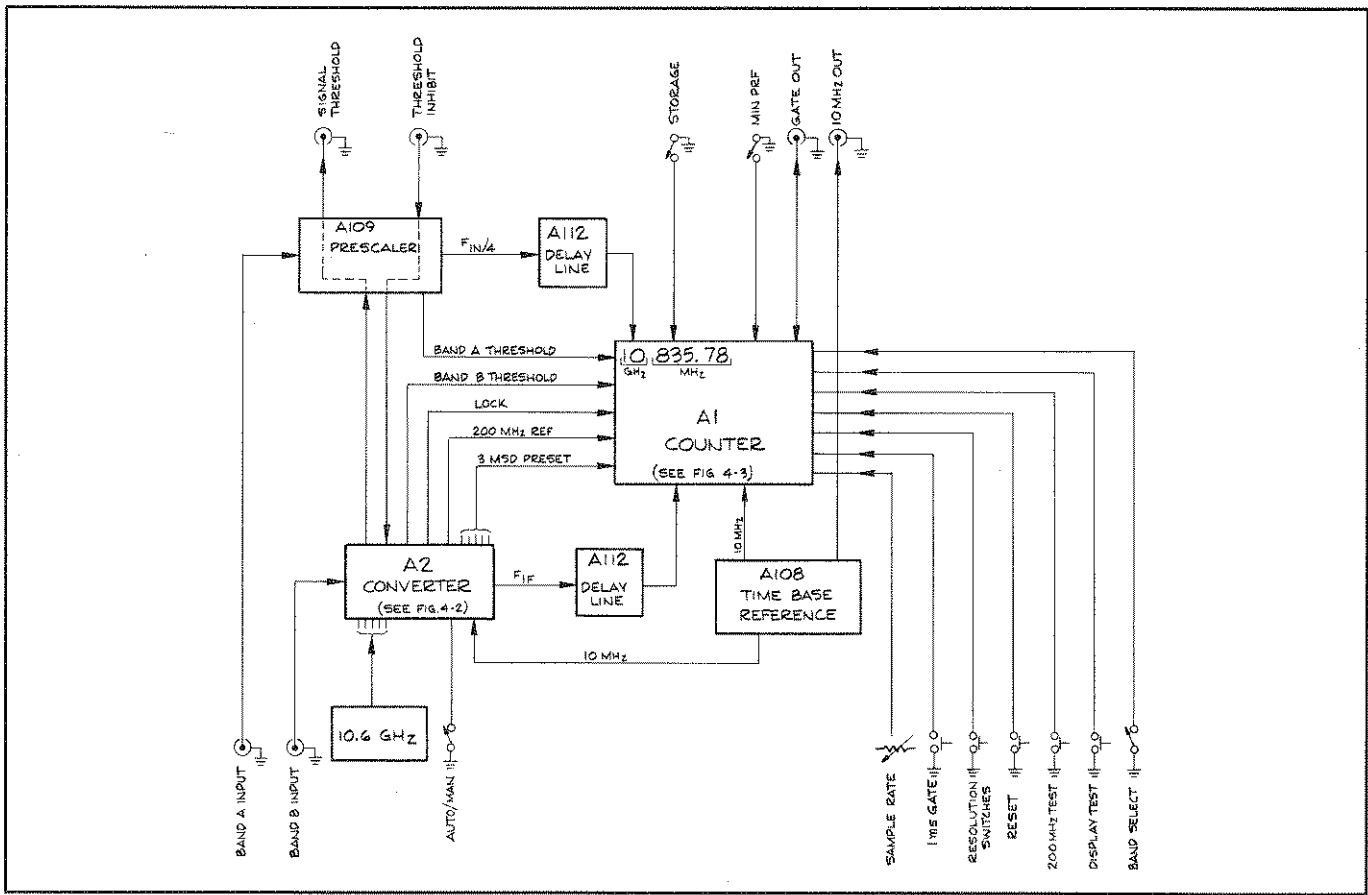 SIGNAL
THRESHOLD
THRESHOLD
INHIBIT
STORAGE
MIN PRF
GATE OUT
10 MHz OUT
A109
PRESCALER
FIN/4
A112
DELAY
LINE
BAND A THRESHOLD
BAND B THRESHOLD
LOCK
200 MHz REF
3 MSD PRESET
10 835.78
GHz MHz
A1
COUNTER
(SEE FIG 4-3)
A2
CONVERTER
(SEE FIG. 4-2)
FIF
A112
DELAY
LINE
10 MHz
A108
TIME BASE
REFERENCE
10 MHz
10.6 GHz
BAND A INPUT
BAND B INPUT
AUTO/MAN
SAMPLE RATE
1 MS GATE
RESOLUTION
SWITCHES
RESET
200 MHz TEST
DISPLAY TEST
BAND SELECT